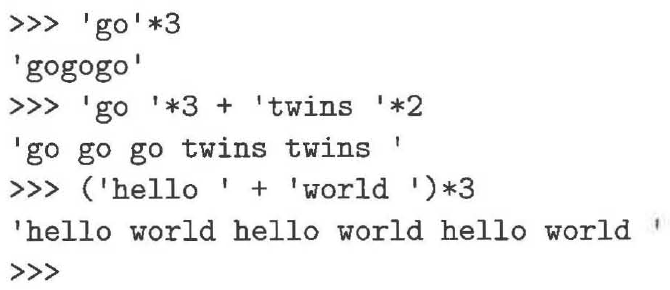 >>> 'go'*3
'gogogo'
>>> 'go '*3 + 'twins '*2
'go go go twins twins '
>>> ('hello ' + 'world ')*3
'hello world hello world hello world '
>>>